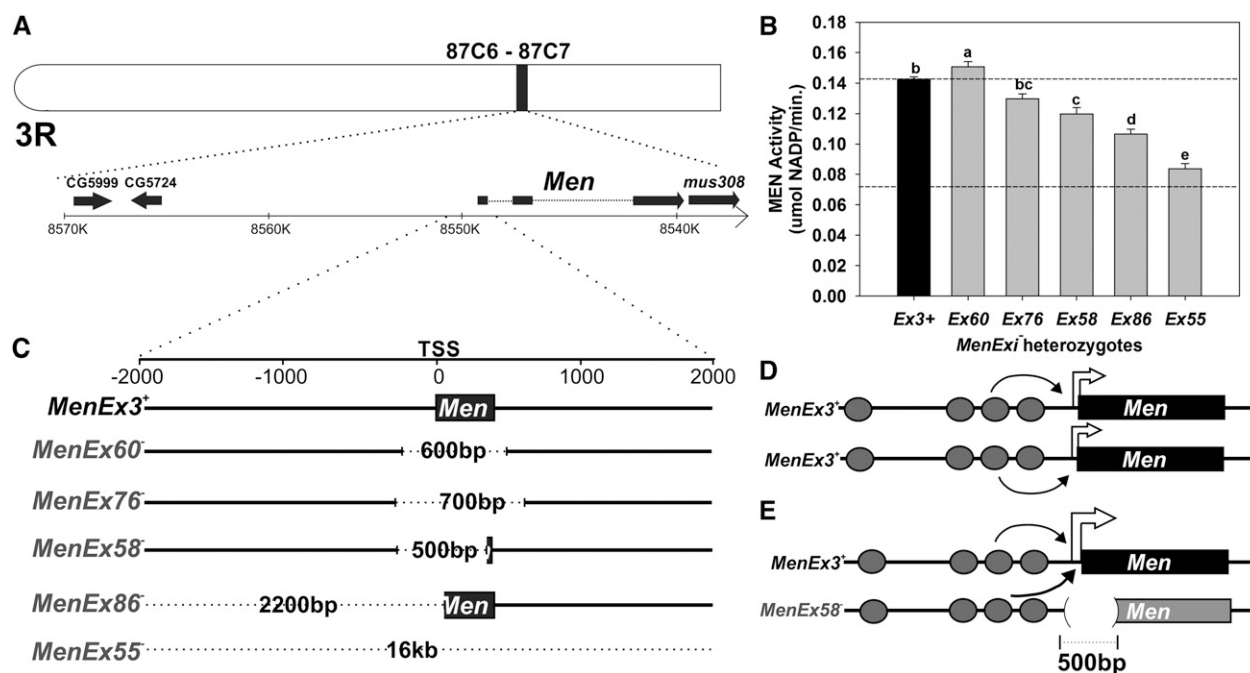 A
87C6 - 87C7
3R
CG5999 CG5724
Men
mus308
8570K 8560K 8550K 8540K
B
MEN Activity
(umol NADP/min.)
0.18
0.16
0.14
0.12
0.10
0.08
0.06
0.04
0.02
0.00
b a bc c d e
Ex3+ Ex60 Ex76 Ex58 Ex86 Ex55
MenExi⁻ heterozygotes
C
TSS
-2000 -1000 0 1000 2000
MenEx3⁺ Men
MenEx60⁻ 600bp
MenEx76⁻ 700bp
MenEx58⁻ 500bp
MenEx86⁻ 2200bp Men
MenEx55⁻ 16kb
D
MenEx3⁺ Men
MenEx3⁺ Men
E
MenEx3⁺ Men
MenEx58⁻ Men
500bp